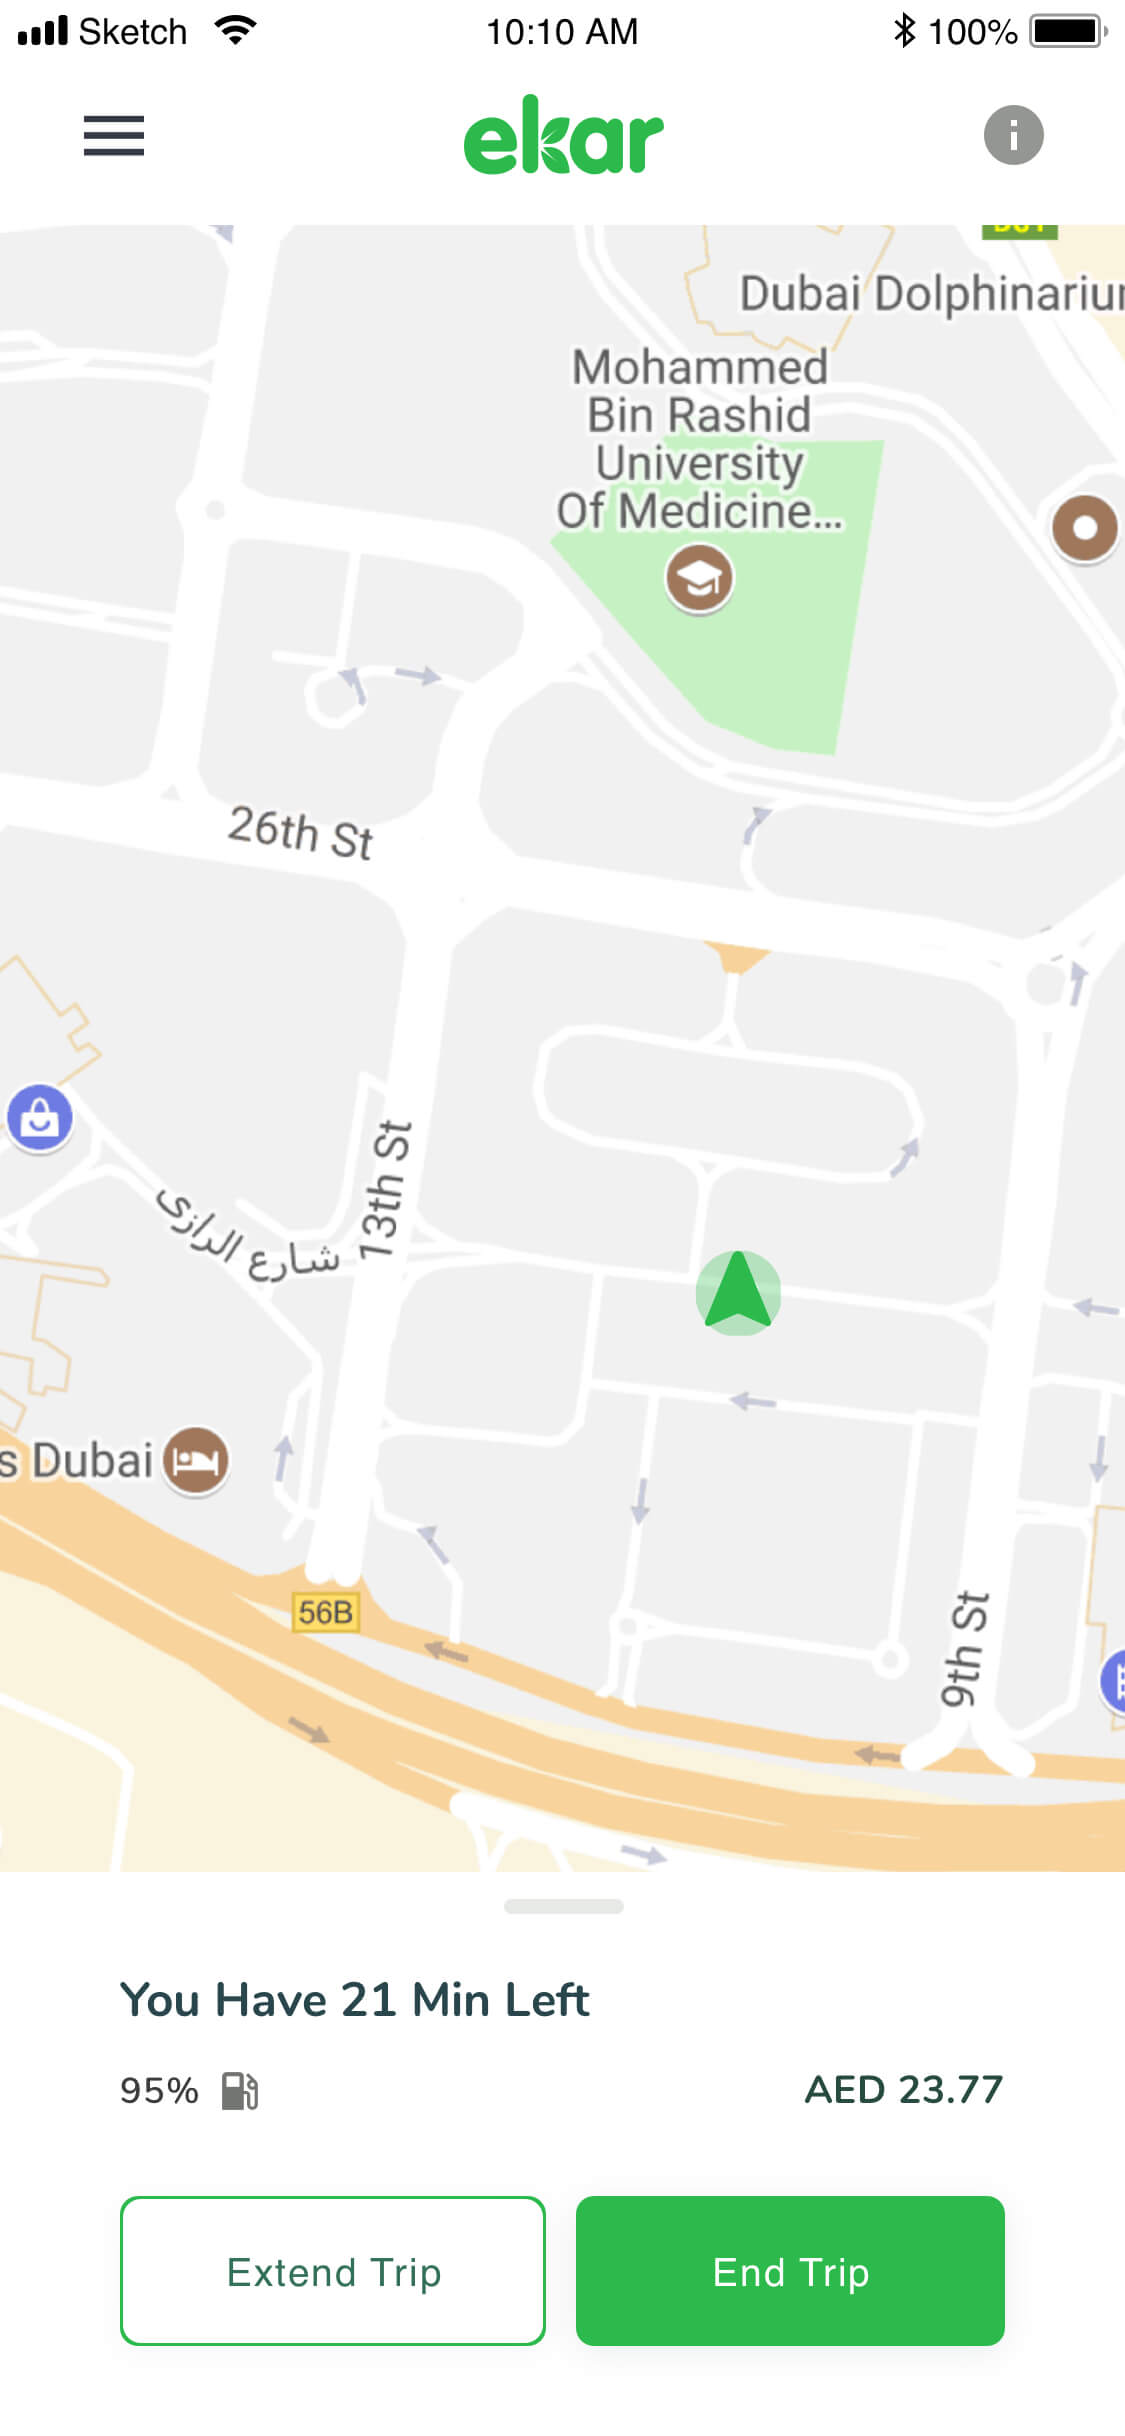 Sketch 10:10 AM 100%
ekar
Dubai Dolphinariu
Mohammed
Bin Rashid
University
Of Medicine...
26th St
13th St
شارع الرازى
s Dubai
56B
9th St
You Have 21 Min Left
95% AED 23.77
Extend Trip End Trip